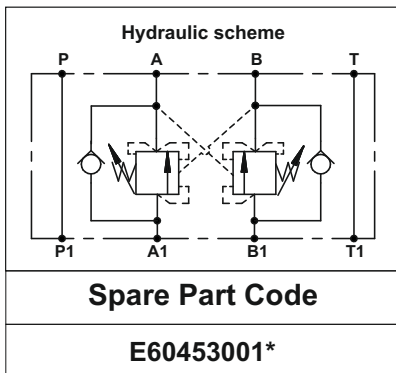 Hydraulic scheme
P A B T
P1 A1 B1 T1
Spare Part Code
E60453001*